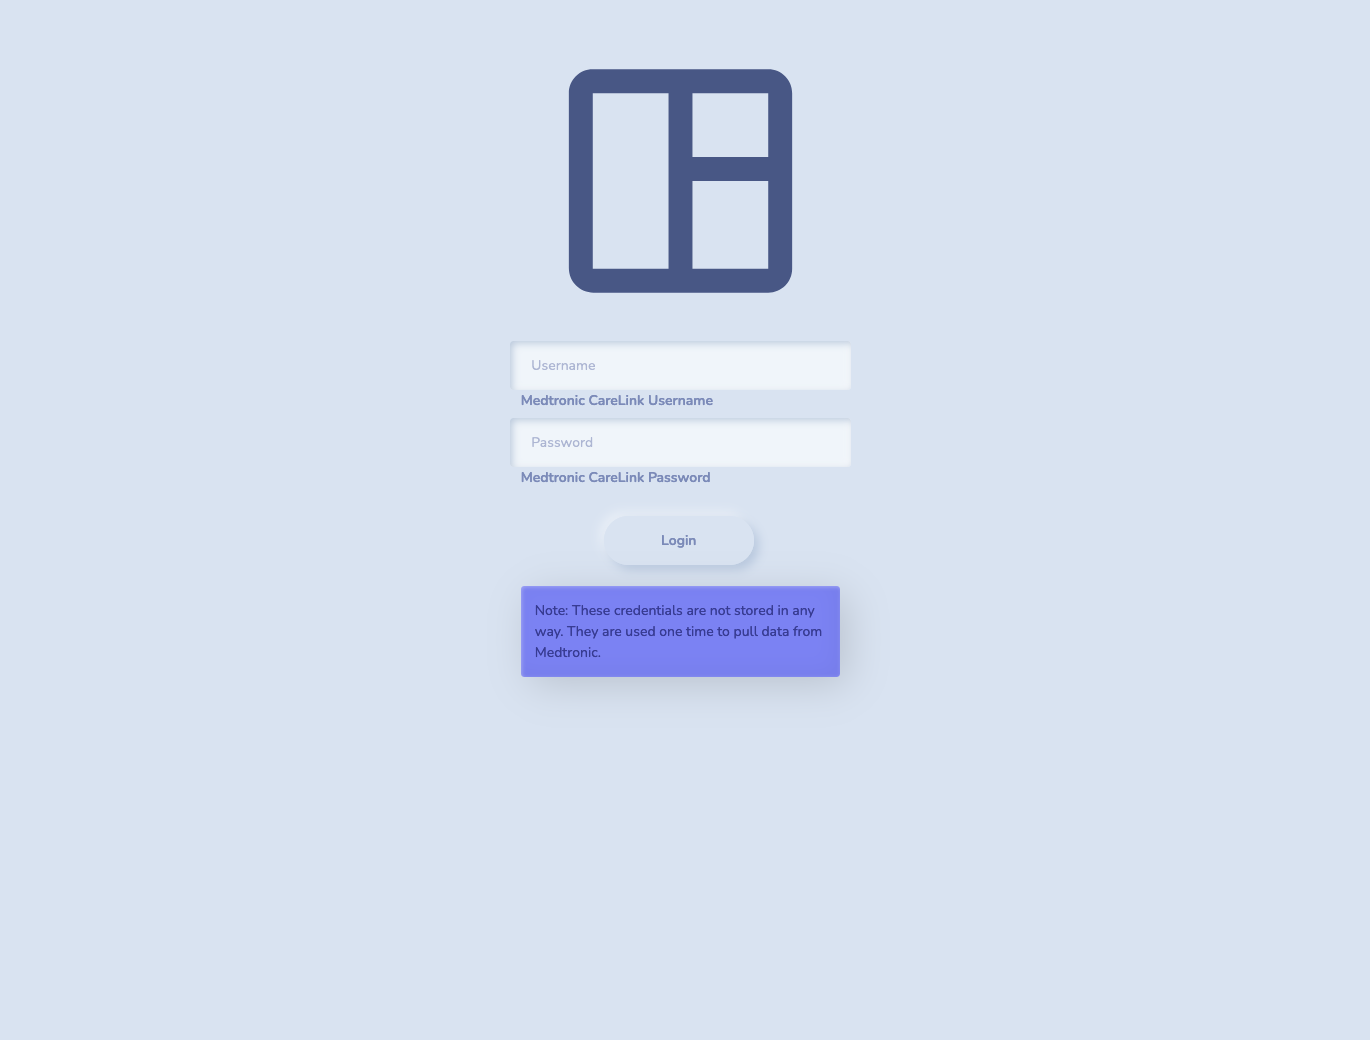 Username
Medtronic CareLink Username
Password
Medtronic CareLink Password
Login
Note: These credentials are not stored in any
way. They are used one time to pull data from
Medtronic.